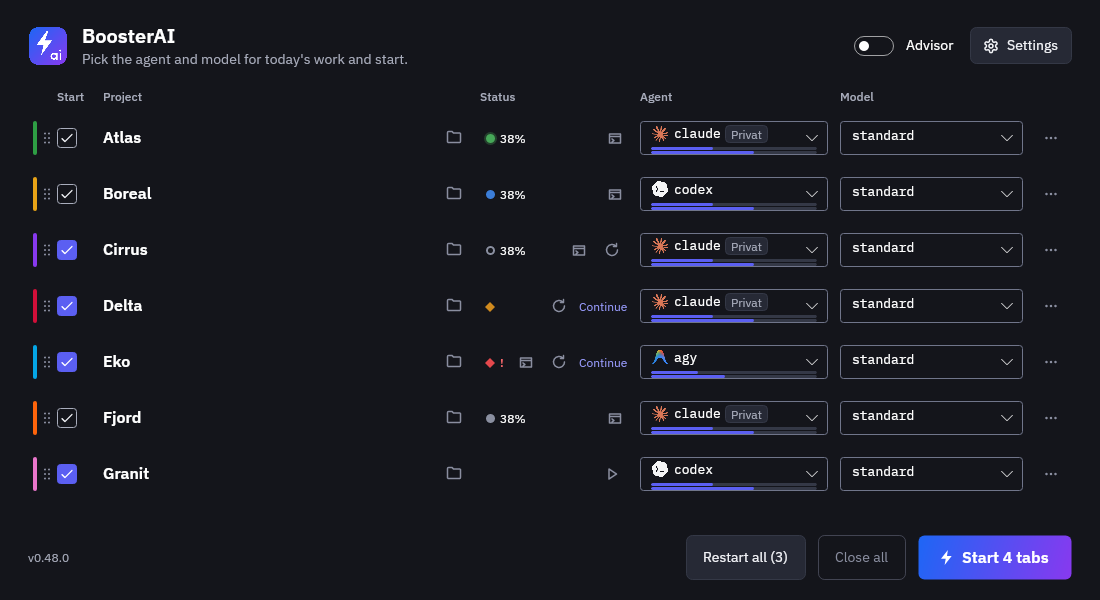 ai
BoosterAI
Pick the agent and model for today's work and start.
Advisor
Settings
Start Project Status Agent Model
Atlas 38% claude Privat standard
Boreal 38% codex standard
Cirrus 38% claude Privat standard
Delta Continue claude Privat standard
Eko ! Continue agy standard
Fjord 38% claude Privat standard
Granit codex standard
v0.48.0
Restart all (3)
Close all
Start 4 tabs